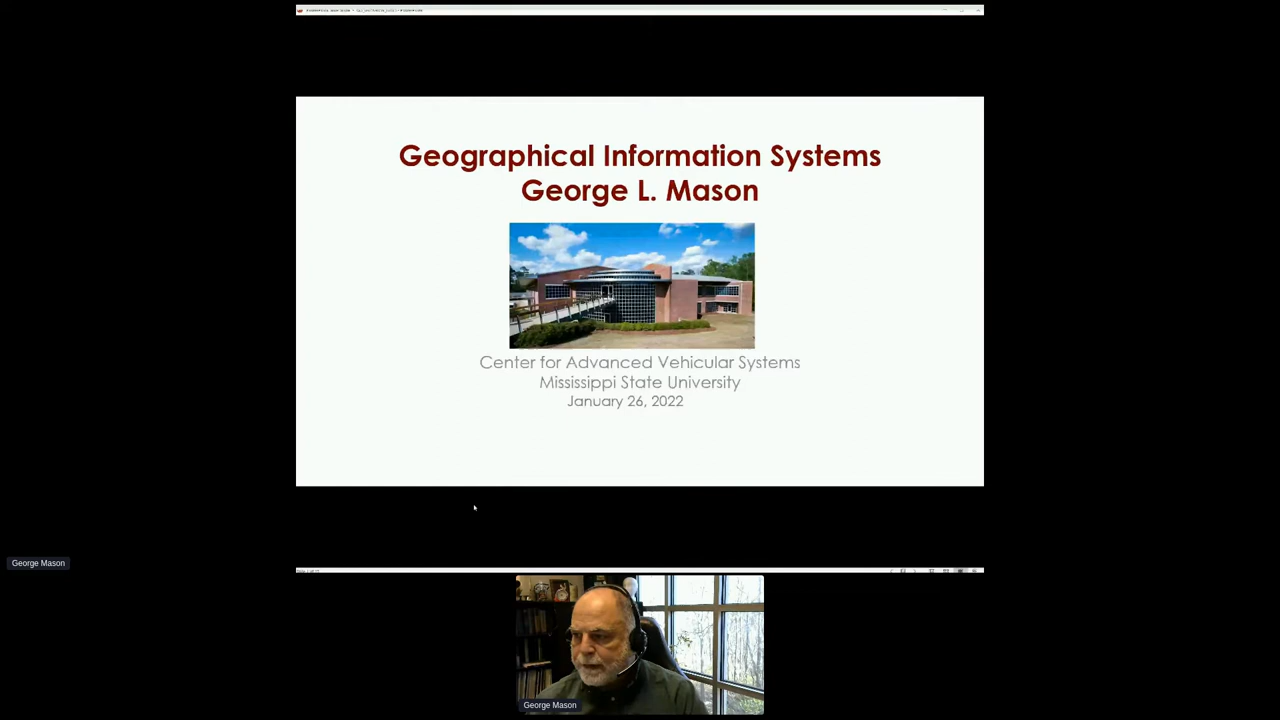 Geographical Information Systems
George L. Mason
Center for Advanced Vehicular Systems
Mississippi State University
January 26, 2022
George Mason
George Mason